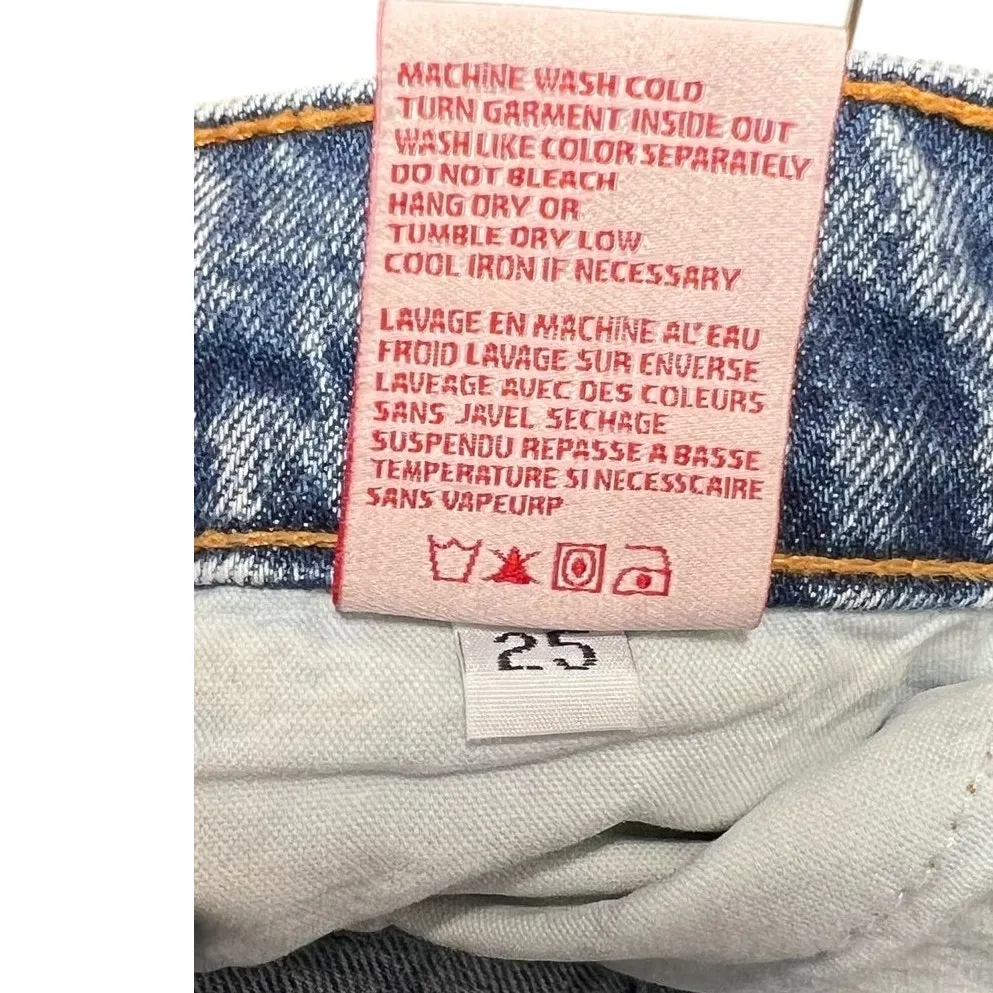 MACHINE WASH COLD
TURN GARMENT INSIDE OUT
WASH LIKE COLOR SEPARATELY
DO NOT BLEACH
HANG DRY OR
TUMBLE DRY LOW
COOL IRON IF NECESSARY
LAVAGE EN MACHINE AL'EAU
FROID LAVAGE SUR ENVERSE
LAVEAGE AVEC DES COLEURS
SANS JAVEL SECHAGE
SUSPENDU REPASSE A BASSE
TEMPERATURE SI NECESSCAIRE
SANS VAPEURP
25